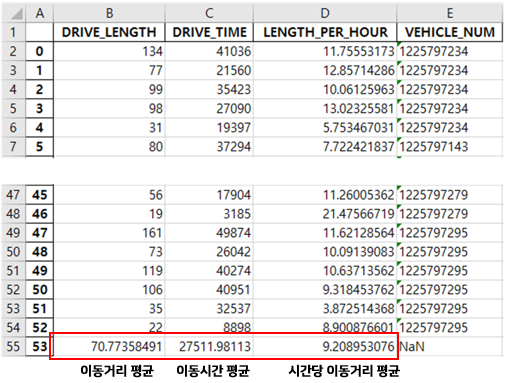 A B C D E
1 DRIVE_LENGTH DRIVE_TIME LENGTH_PER_HOUR VEHICLE_NUM
2 0 134 41036 11.75553173 1225797234
3 1 77 21560 12.85714286 1225797234
4 2 99 35423 10.06125963 1225797234
5 3 98 27090 13.02325581 1225797234
6 4 31 19397 5.753467031 1225797234
7 5 80 37294 7.722421837 1225797143
47 45 56 17904 11.26005362 1225797279
48 46 19 3185 21.47566719 1225797279
49 47 161 49874 11.62128564 1225797295
50 48 73 26042 10.09139083 1225797295
51 49 119 40274 10.63713562 1225797295
52 50 106 40951 9.318453762 1225797295
53 51 35 32537 3.872514368 1225797295
54 52 22 8898 8.900876601 1225797295
55 53 70.77358491 27511.98113 9.208953076 NaN
이동거리 평균 이동시간 평균 시간당 이동거리 평균